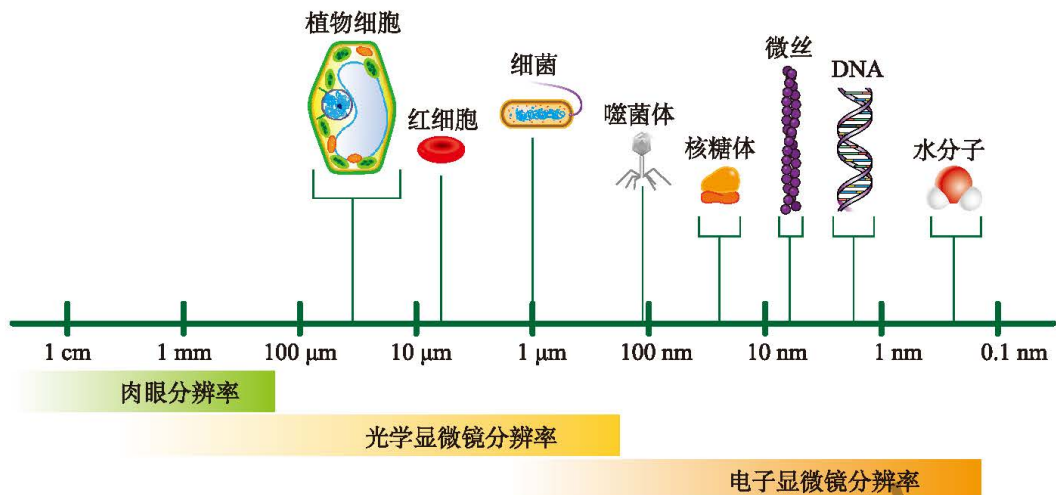 植物细胞
红细胞
细菌
噬菌体
核糖体
微丝
DNA
水分子
1 cm
1 mm
100 μm
10 μm
1 μm
100 nm
10 nm
1 nm
0.1 nm
肉眼分辨率
光学显微镜分辨率
电子显微镜分辨率